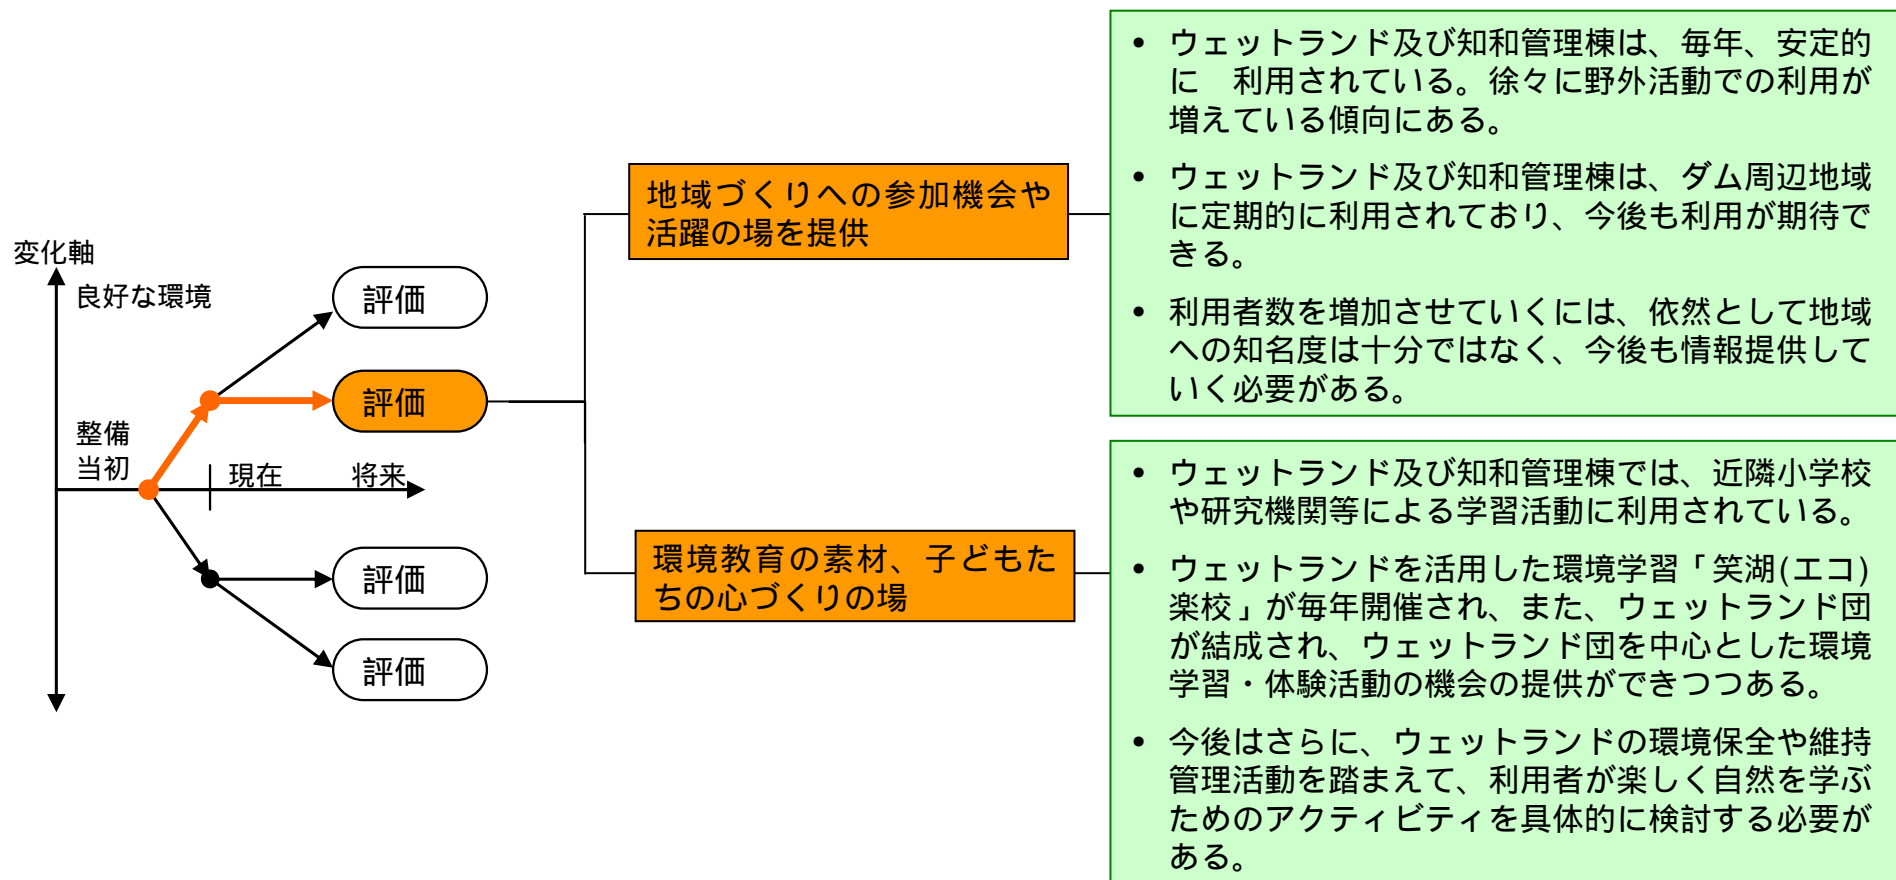 変化軸
良好な環境
整備
当初
現在
将来
評価
評価
評価
評価
地域づくりへの参加機会や
活躍の場を提供
環境教育の素材、子どもた
ちの心づくりの場
• ウェットランド及び知和管理棟は、毎年、安定的
に　利用されている。徐々に野外活動での利用が
増えている傾向にある。
• ウェットランド及び知和管理棟は、ダム周辺地域
に定期的に利用されており、今後も利用が期待で
きる。
• 利用者数を増加させていくには、依然として地域
への知名度は十分ではなく、今後も情報提供して
いく必要がある。
• ウェットランド及び知和管理棟では、近隣小学校
や研究機関等による学習活動に利用されている。
• ウェットランドを活用した環境学習「笑湖(エコ)
楽校」が毎年開催され、また、ウェットランド団
が結成され、ウェットランド団を中心とした環境
学習・体験活動の機会の提供ができつつある。
• 今後はさらに、ウェットランドの環境保全や維持
管理活動を踏まえて、利用者が楽しく自然を学ぶ
ためのアクティビティを具体的に検討する必要が
ある。